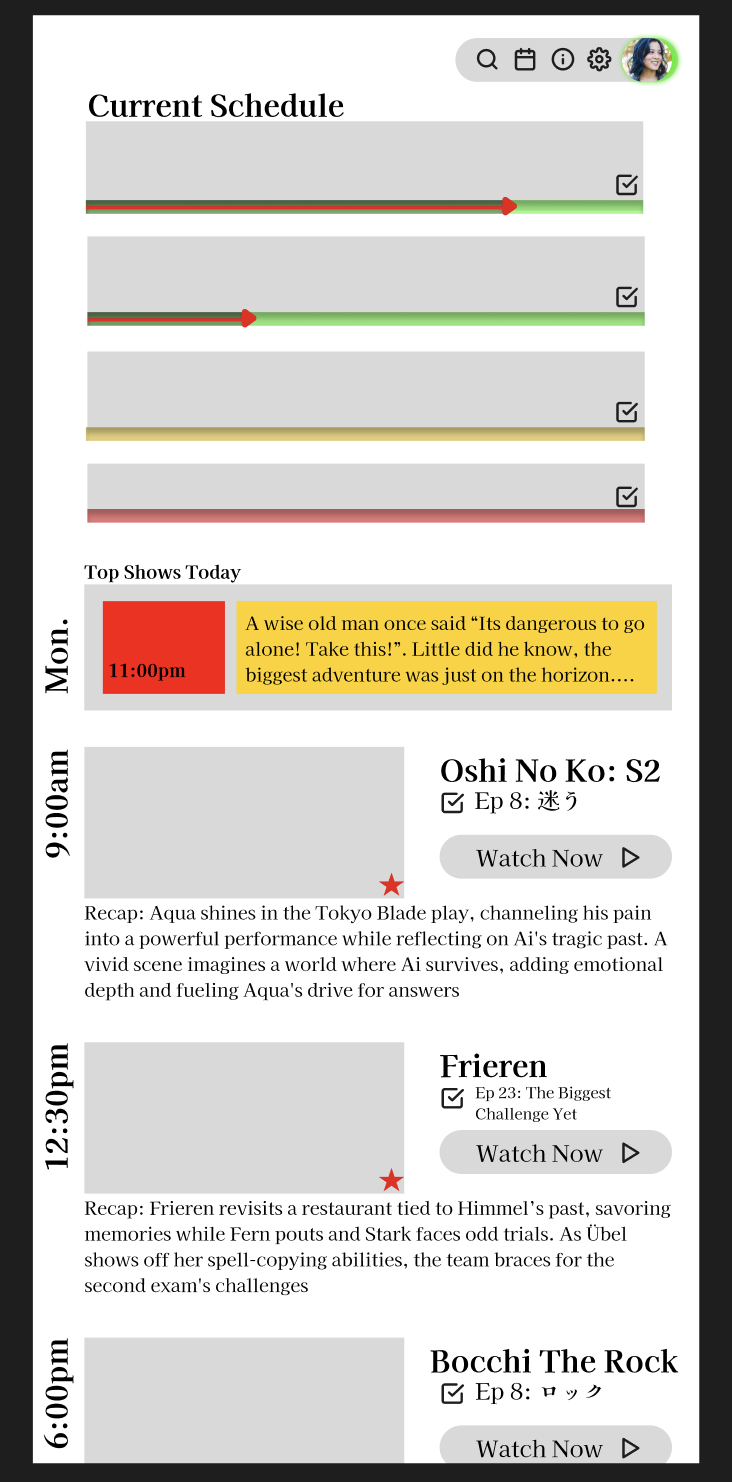 Current Schedule
Top Shows Today
Mon.
11:00pm
A wise old man once said “Its dangerous to go
alone! Take this!”. Little did he know, the
biggest adventure was just on the horizon....
9:00am
Oshi No Ko: S2
Ep 8: 迷う
Watch Now
Recap: Aqua shines in the Tokyo Blade play, channeling his pain
into a powerful performance while reflecting on Ai's tragic past. A
vivid scene imagines a world where Ai survives, adding emotional
depth and fueling Aqua's drive for answers
12:30pm
Frieren
Ep 23: The Biggest
Challenge Yet
Watch Now
Recap: Frieren revisits a restaurant tied to Himmel’s past, savoring
memories while Fern pouts and Stark faces odd trials. As Übel
shows off her spell-copying abilities, the team braces for the
second exam's challenges
6:00pm
Bocchi The Rock
Ep 8: ロック
Watch Now